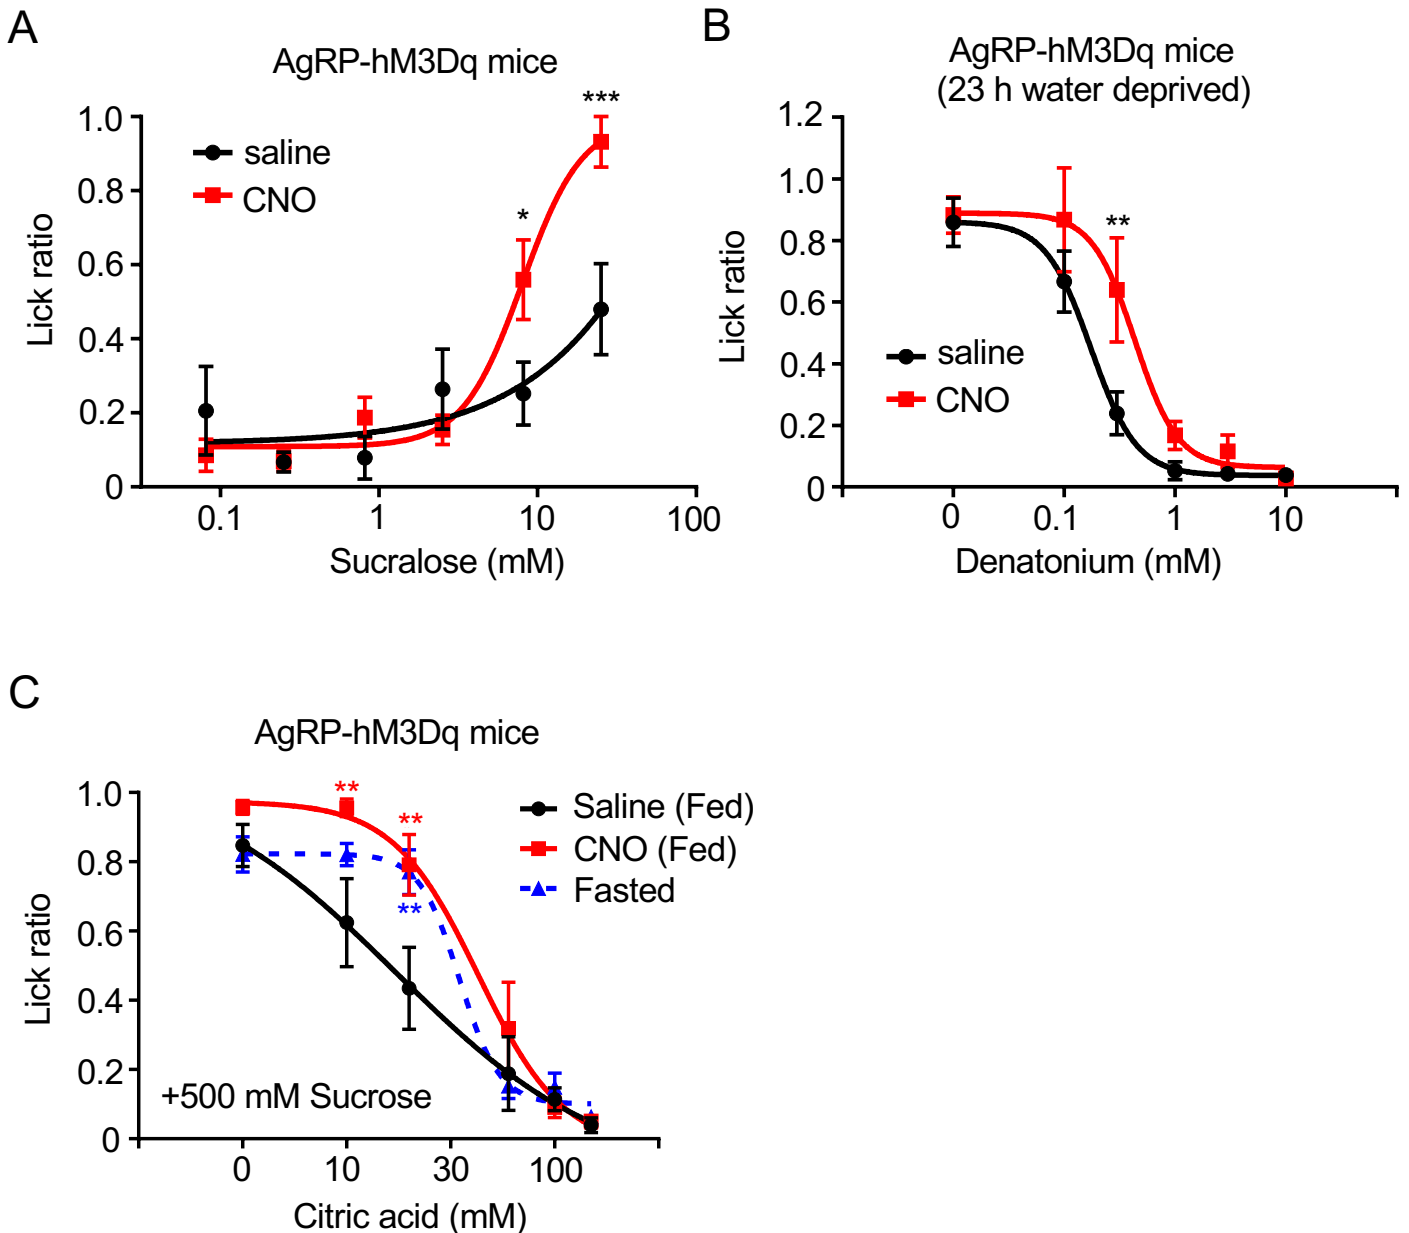 A
AgRP-hM3Dq mice
***
*
saline
CNO
1.0
0.8
0.6
0.4
0.2
0
Lick ratio
0.1 1 10 100
Sucralose (mM)
B
AgRP-hM3Dq mice
(23 h water deprived)
**
saline
CNO
1.2
1.0
0.8
0.6
0.4
0.2
0
Lick ratio
0 0.1 1 10
Denatonium (mM)
C
AgRP-hM3Dq mice
**
**
**
Saline (Fed)
CNO (Fed)
Fasted
1.0
0.8
0.6
0.4
0.2
0
Lick ratio
+500 mM Sucrose
0 10 30 100
Citric acid (mM)